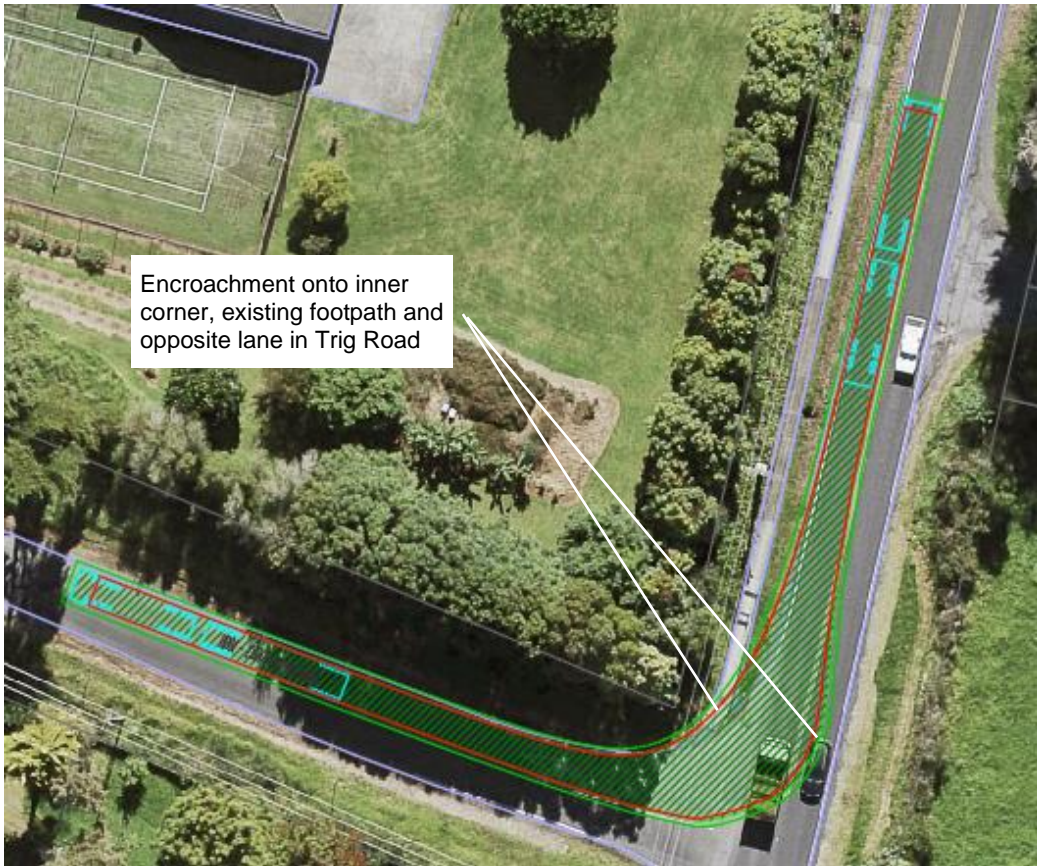 Encroachment onto inner
corner, existing footpath and
opposite lane in Trig Road